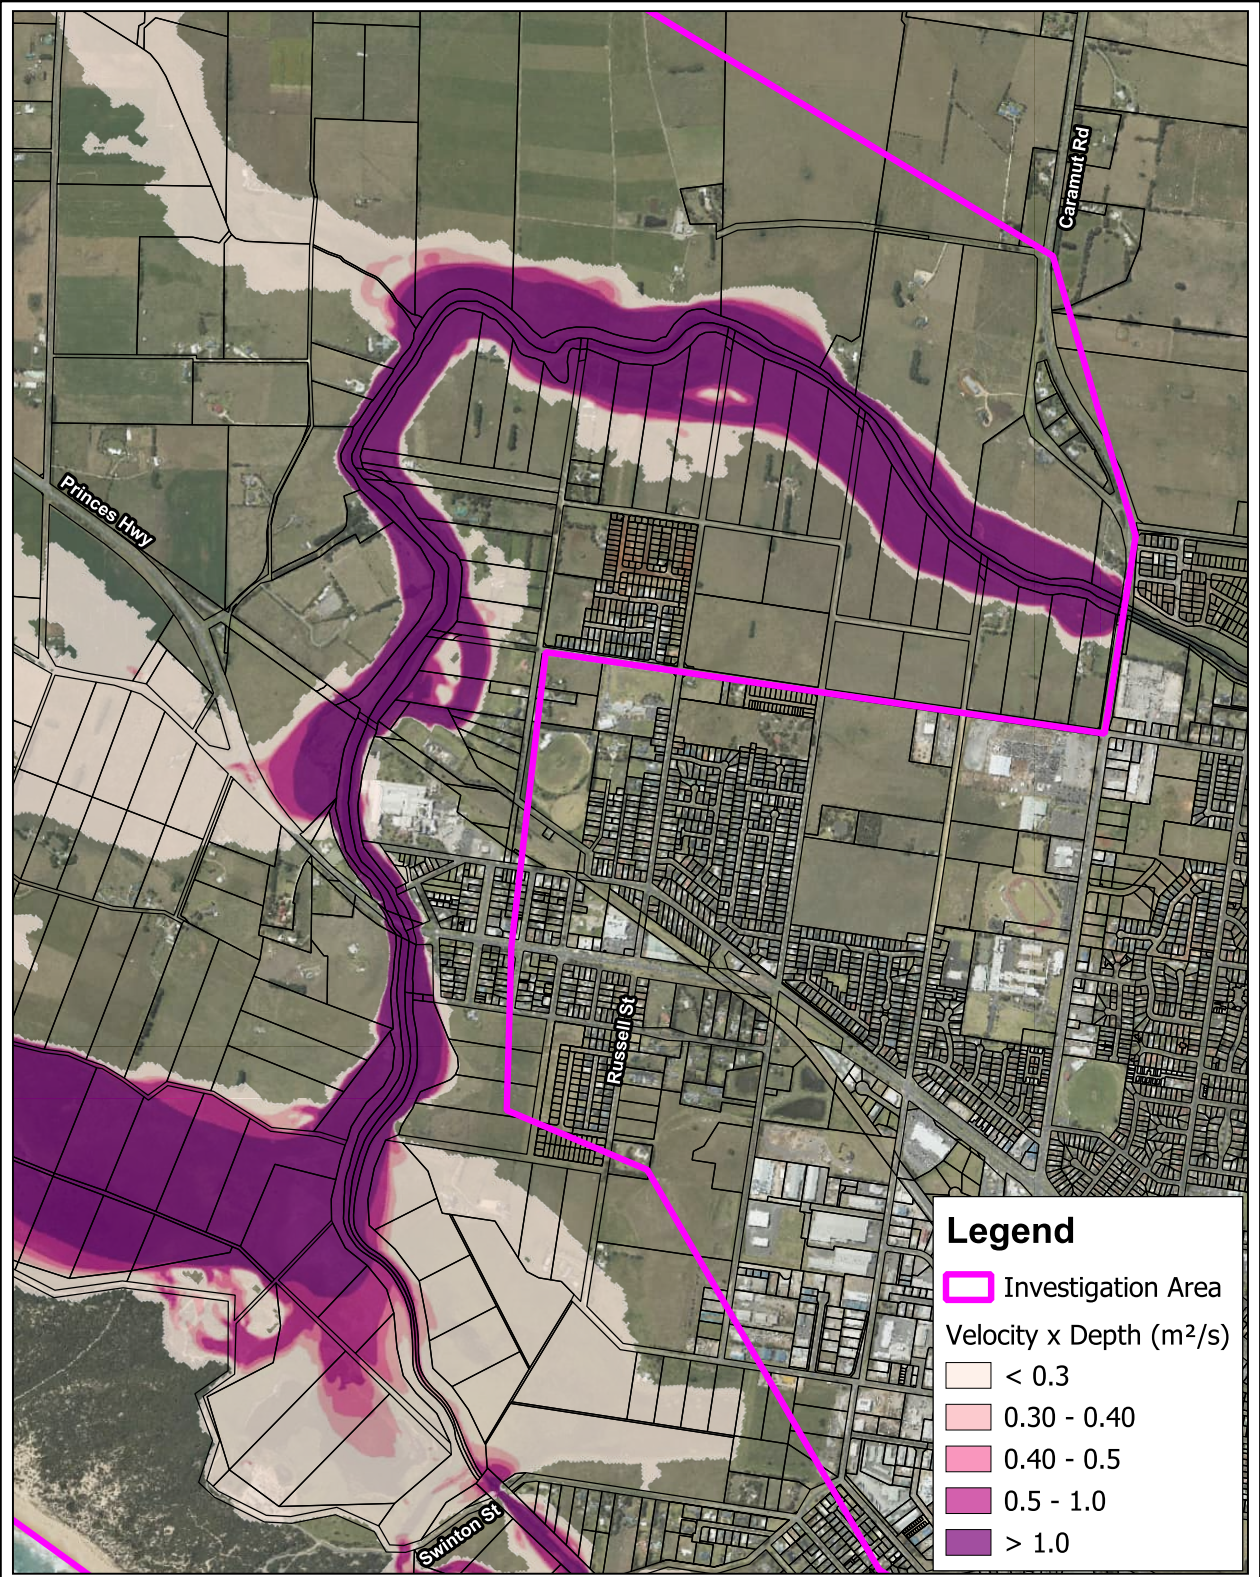 Caramut Rd
Princes Hwy
Russell St
Swinton St
Legend
Investigation Area
Velocity x Depth (m²/s)
< 0.3
0.30 - 0.40
0.40 - 0.5
0.5 - 1.0
> 1.0